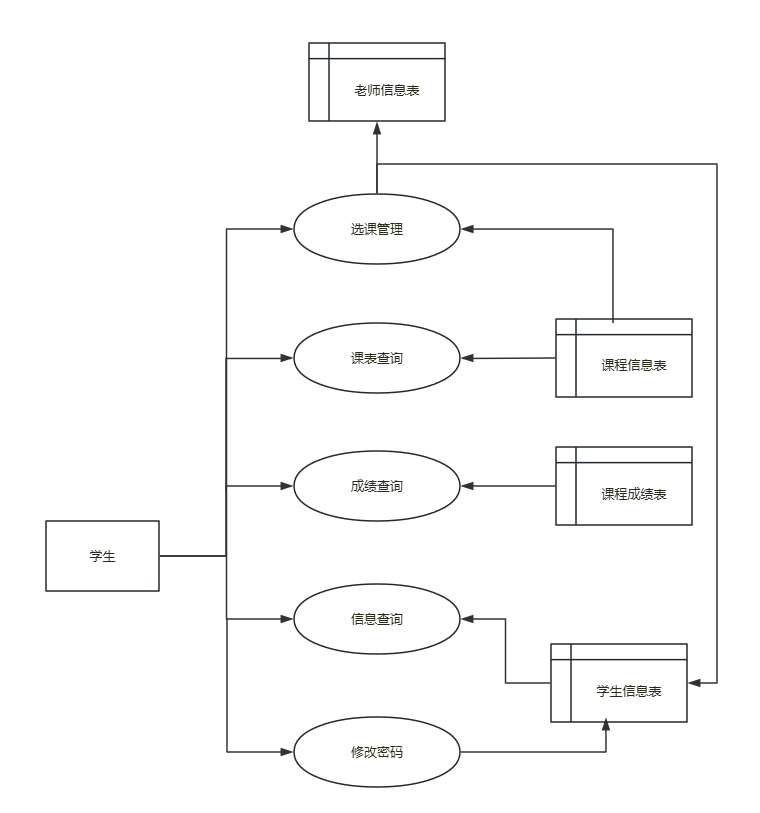 老师信息表
选课管理
课表查询
课程信息表
成绩查询
课程成绩表
学生
信息查询
学生信息表
修改密码